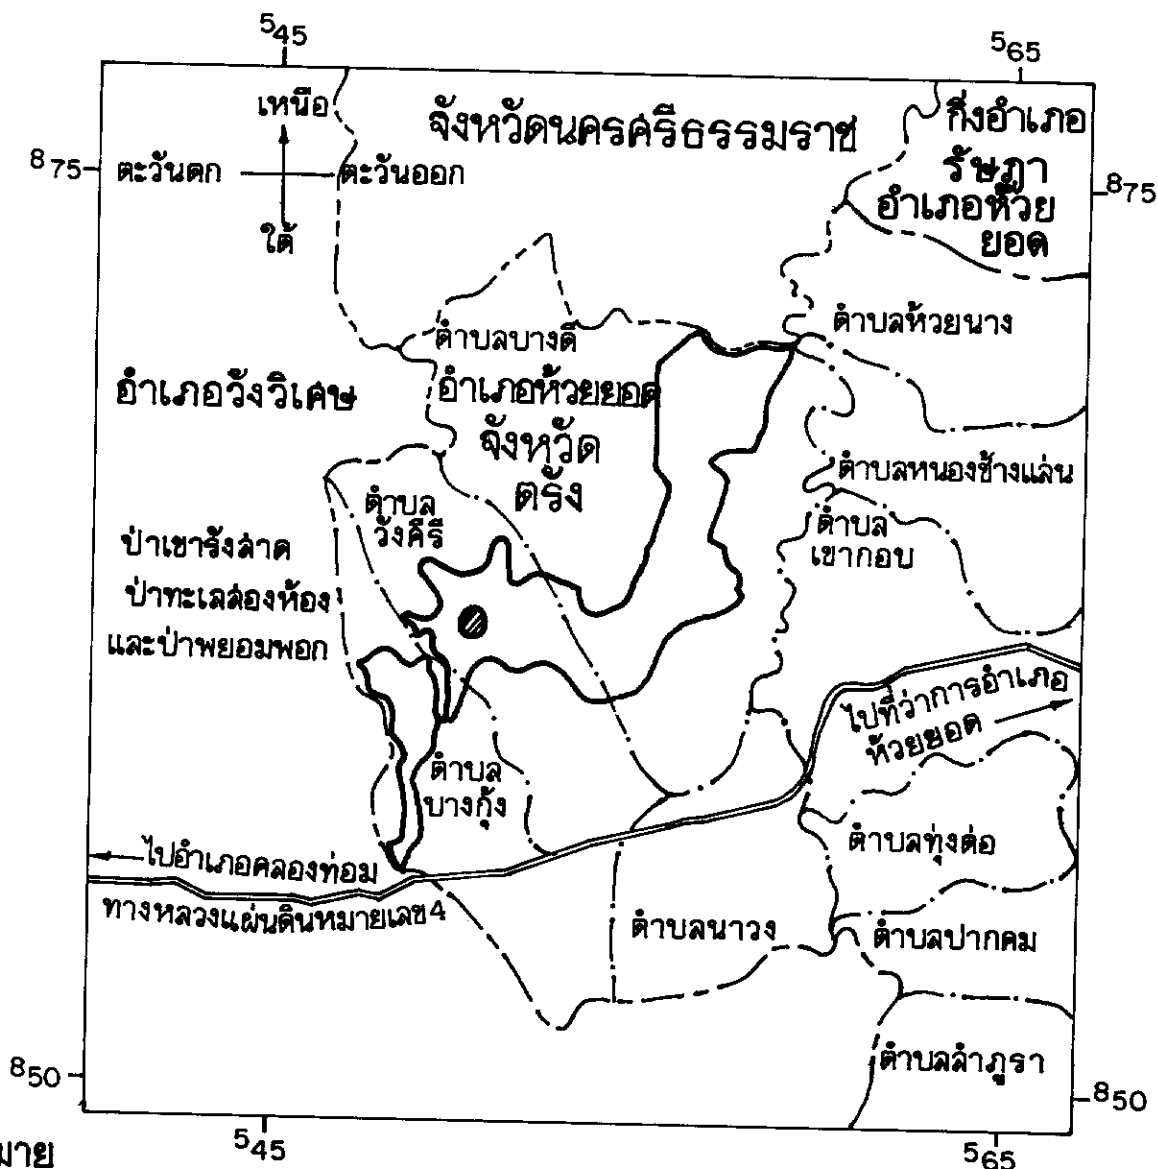 545
565
เหนือ
จังหวัดนครศรีธรรมราช
กิ่งอำเภอ
รัษฎา
875
ตะวันตก
ตะวันออก
875
อำเภอห้วย
ยอด
ใต้
ตำบลบางดี
ตำบลห้วยนาง
อำเภอวังวิเศษ
อำเภอห้วยยอด
จังหวัด
ตรัง
ตำบลหนองช้างแล่น
ตำบล
วังคีรี
ตำบล
เขากอบ
ป่าเขารังลาด
ป่าทะเลสองห้อง
และป่าพยอมพอก
ไปที่ว่าการอำเภอ
ห้วยยอด
ตำบล
บางกุ้ง
ตำบลทุ่งต่อ
ไปอำเภอคลองท่อม
ทางหลวงแผ่นดินหมายเลข4
ตำบลนาวง
ตำบลปากคม
ตำบลลำภูรา
850
850
มาย
545
565